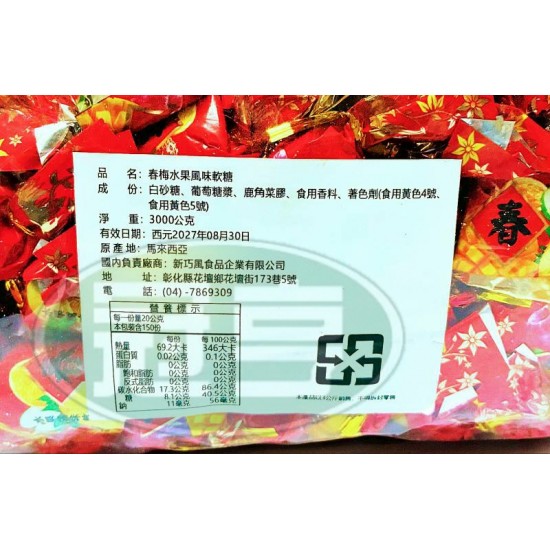 品　　名：春梅水果風味軟糖
成　　份：白砂糖、葡萄糖漿、鹿角菜膠、食用香料、著色劑(食用黃色4號、
食用黃色5號)
淨　　重：3000公克
有效日期：西元2027年08月30日
原 產 地：馬來西亞
國內負責廠商：新巧風食品企業有限公司
地　　址：彰化縣花壇鄉花壇街173巷5號
電　　話：(04) -7869309
營 養 標 示
每一份量20公克
本包裝含150份
每份 每100公克
熱量 69.2大卡 346大卡
蛋白質 0.02公克 0.1公克
脂肪 0公克 0公克
飽和脂肪 0公克 0公克
反式脂肪 0公克 0公克
碳水化合物 17.3公克 86.4公克
糖 8.1公克 40.5公克
鈉 11毫克 56毫克
春